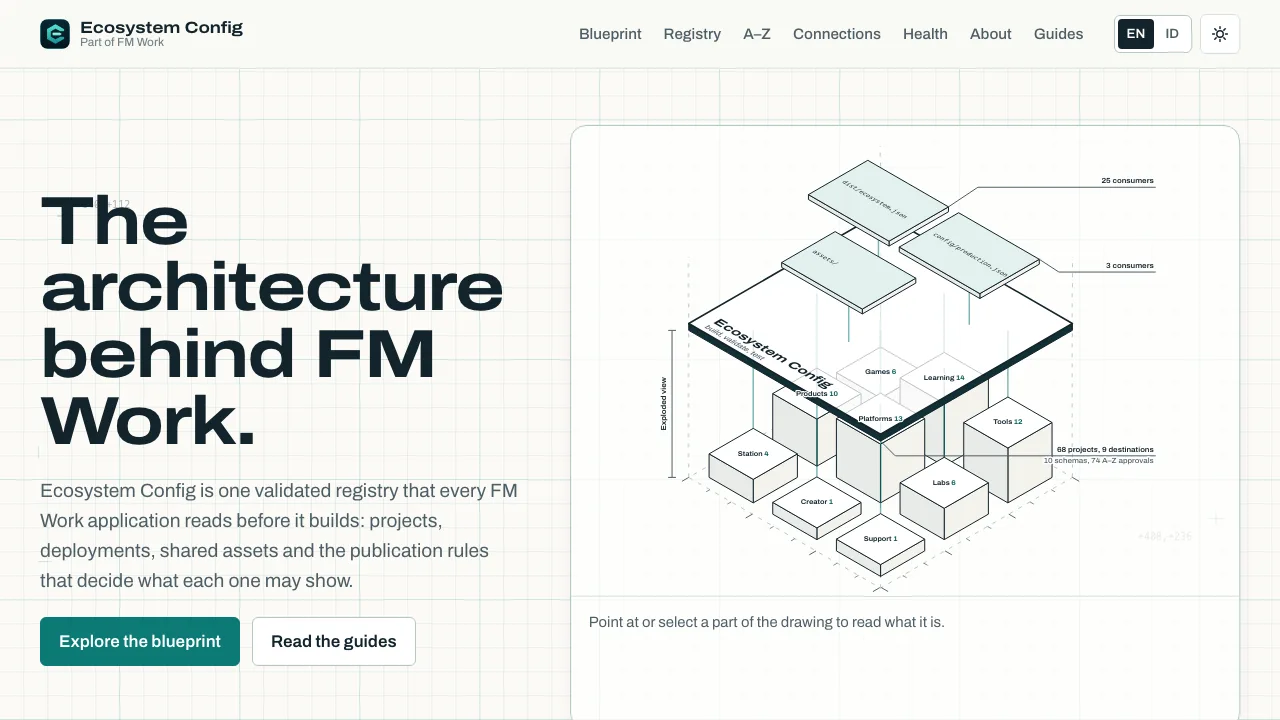 Ecosystem Config
Part of FM Work
Blueprint
Registry
A–Z
Connections
Health
About
Guides
EN
ID
The
architecture
behind FM
Work.
Ecosystem Config is one validated registry that every FM
Work application reads before it builds: projects,
deployments, shared assets and the publication rules
that decide what each one may show.
Explore the blueprint
Read the guides
dist/ecosystem.json
25 consumers
config/production.json
3 consumers
assets/
Ecosystem Config
build, validate, test
Exploded view
Games 6
Learning 14
Products 10
Platforms 13
Tools 12
Station 4
68 projects, 9 destinations
10 schemas, 74 A–Z approvals
Labs 6
Creator 1
Support 1
+408,+236
Point at or select a part of the drawing to read what it is.